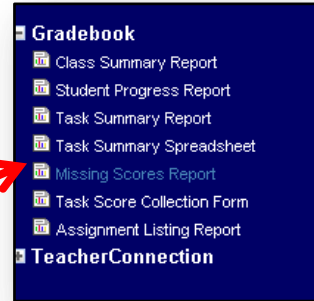 Gradebook
Class Summary Report
Student Progress Report
Task Summary Report
Task Summary Spreadsheet
Missing Scores Report
Task Score Collection Form
Assignment Listing Report
TeacherConnection